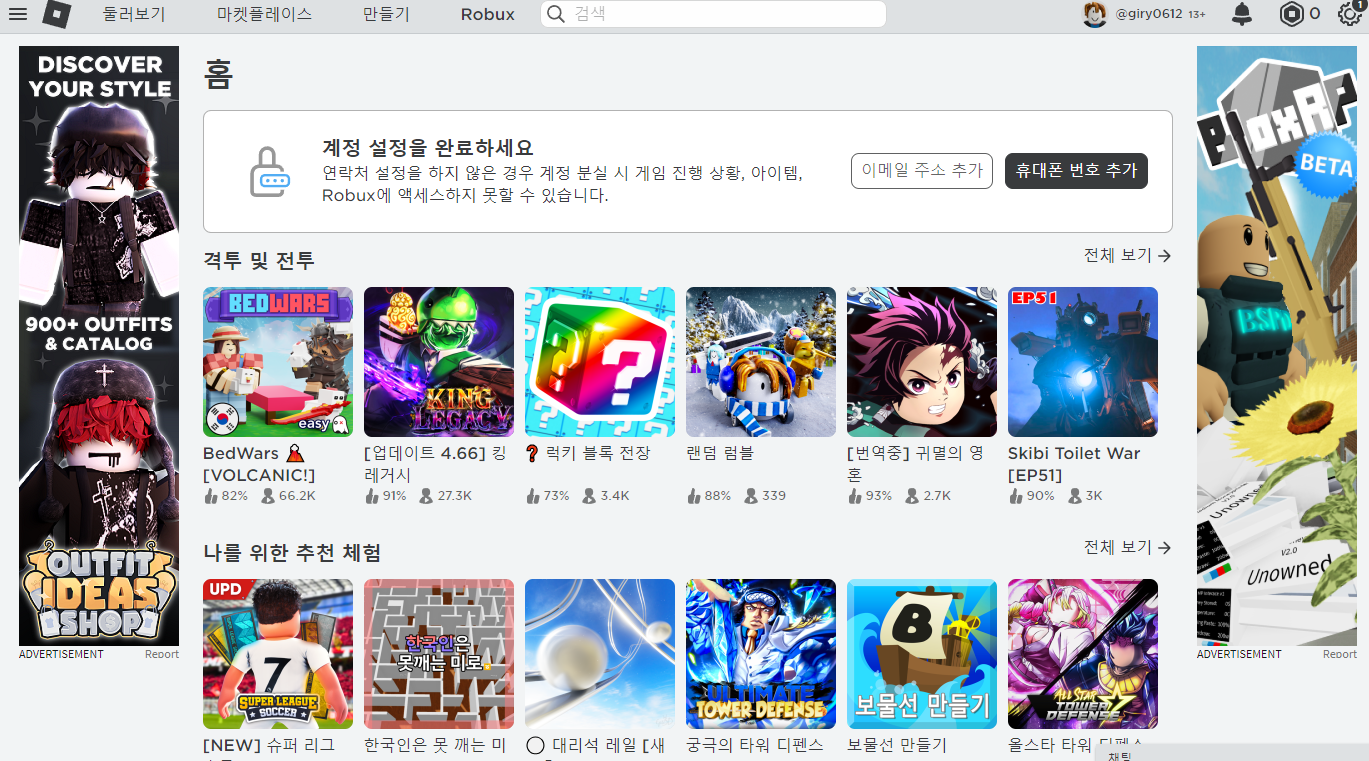 둘러보기 마켓플레이스 만들기 Robux 검색 @giry0612 13+ 0 1
DISCOVER
YOUR STYLE
900+ OUTFITS
& CATALOG
OUTFIT
IDEAS
SHOP
ADVERTISEMENT Report
홈
계정 설정을 완료하세요
연락처 설정을 하지 않은 경우 계정 분실 시 게임 진행 상황, 아이템,
Robux에 액세스하지 못할 수 있습니다.
이메일 주소 추가 휴대폰 번호 추가
격투 및 전투 전체 보기
BEDWARS
easy
KING
LEGACY
EP51
BedWars
[VOLCANIC!]
82% 66.2K
[업데이트 4.66] 킹
레거시
91% 27.3K
❓ 럭키 블록 전장
73% 3.4K
랜덤 럼블
88% 339
[번역중] 귀멸의 영
혼
93% 2.7K
Skibi Toilet War
[EP51]
90% 3K
나를 위한 추천 체험 전체 보기
UPD
7
SUPER LEAGUE
SOCCER
한국인은
못깨는 미로
ULTIMATE
TOWER DEFENSE
B
보물선 만들기
ALL STAR
TOWER
DEFENSE
[NEW] 슈퍼 리그
한국인은 못 깨는 미
대리석 레일 [새
궁극의 타워 디펜스
보물선 만들기
올스타 타워 디펜스
채팅
BloxRP
BETA
V2.0
Unowned
ADVERTISEMENT Report